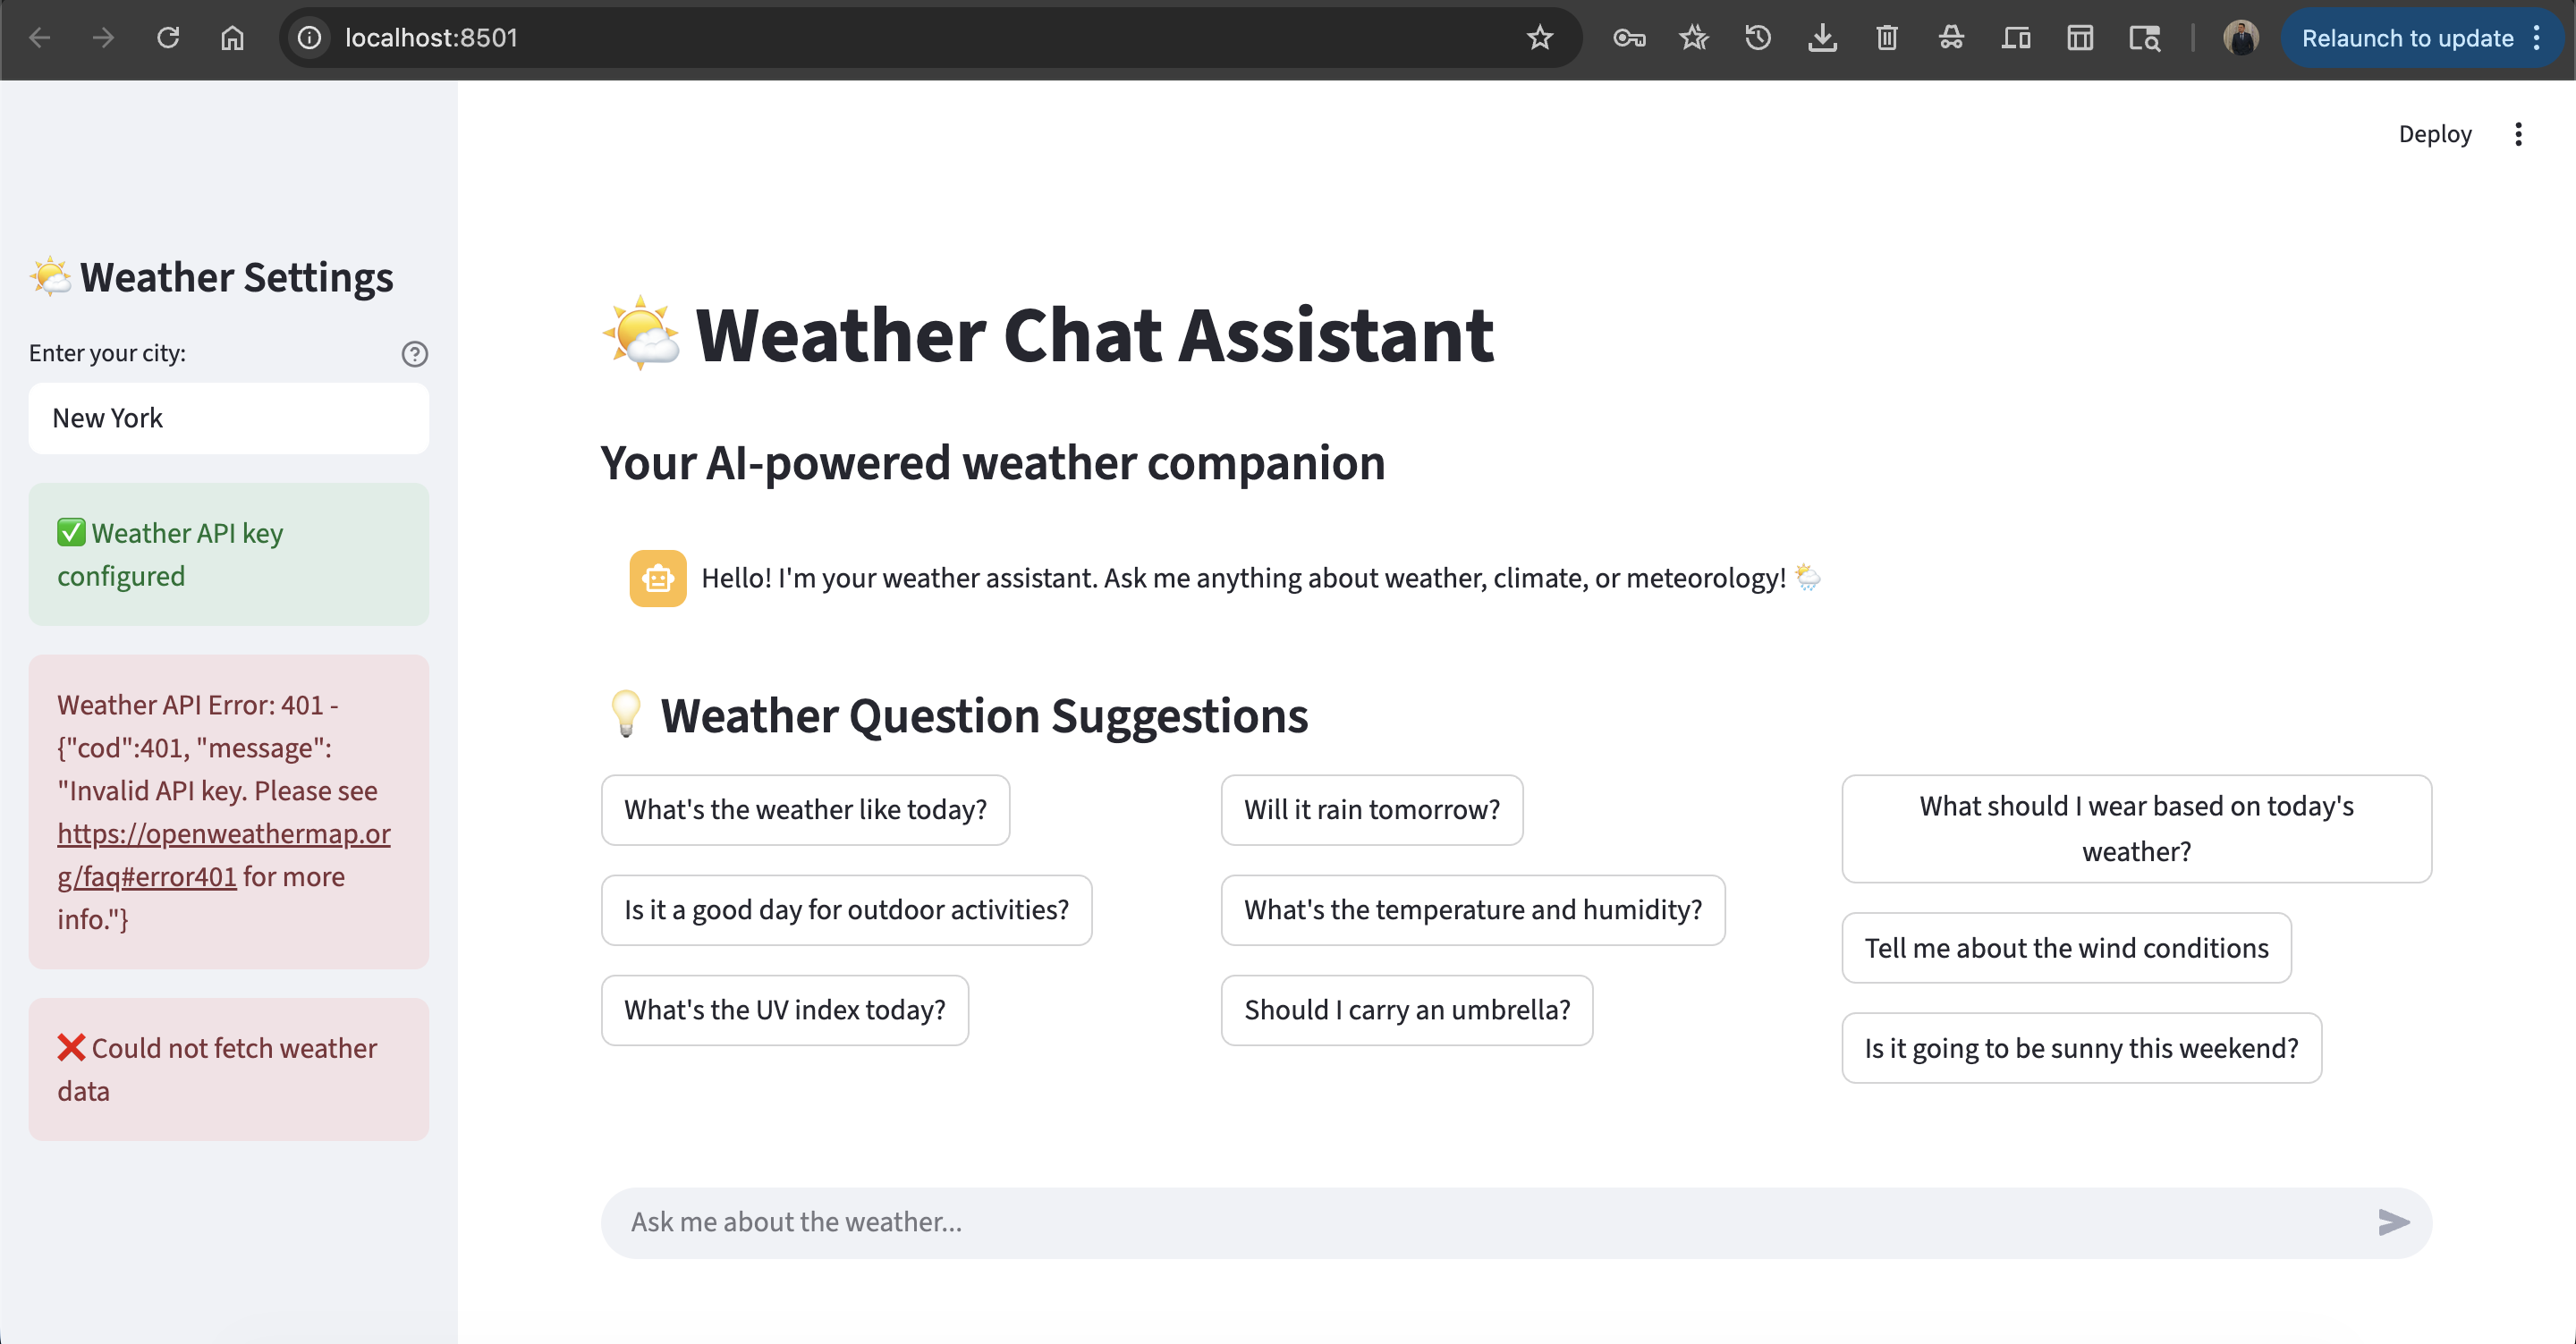 localhost:8501
Relaunch to update
Deploy
Weather Settings
Enter your city:
New York
Weather API key
configured
Weather API Error: 401 -
{"cod":401, "message":
"Invalid API key. Please see
https://openweathermap.or
g/faq#error401 for more
info."}
Could not fetch weather
data
Weather Chat Assistant
Your AI-powered weather companion
Hello! I'm your weather assistant. Ask me anything about weather, climate, or meteorology!
Weather Question Suggestions
What's the weather like today?
Will it rain tomorrow?
What should I wear based on today's
weather?
Is it a good day for outdoor activities?
What's the temperature and humidity?
Tell me about the wind conditions
What's the UV index today?
Should I carry an umbrella?
Is it going to be sunny this weekend?
Ask me about the weather...